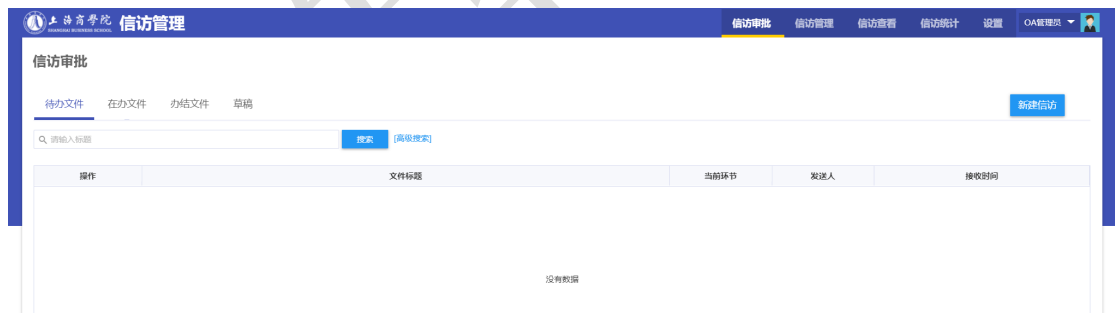 上海商学院 信访管理 信访审批 信访管理 信访查看 信访统计 设置 OA管理员
SHANGHAI BUSINESS SCHOOL
信访审批
待办文件 在办文件 办结文件 草稿 新建信访
请输入标题 搜索 [高级搜索]
操作 文件标题 当前环节 发送人 接收时间
没有数据